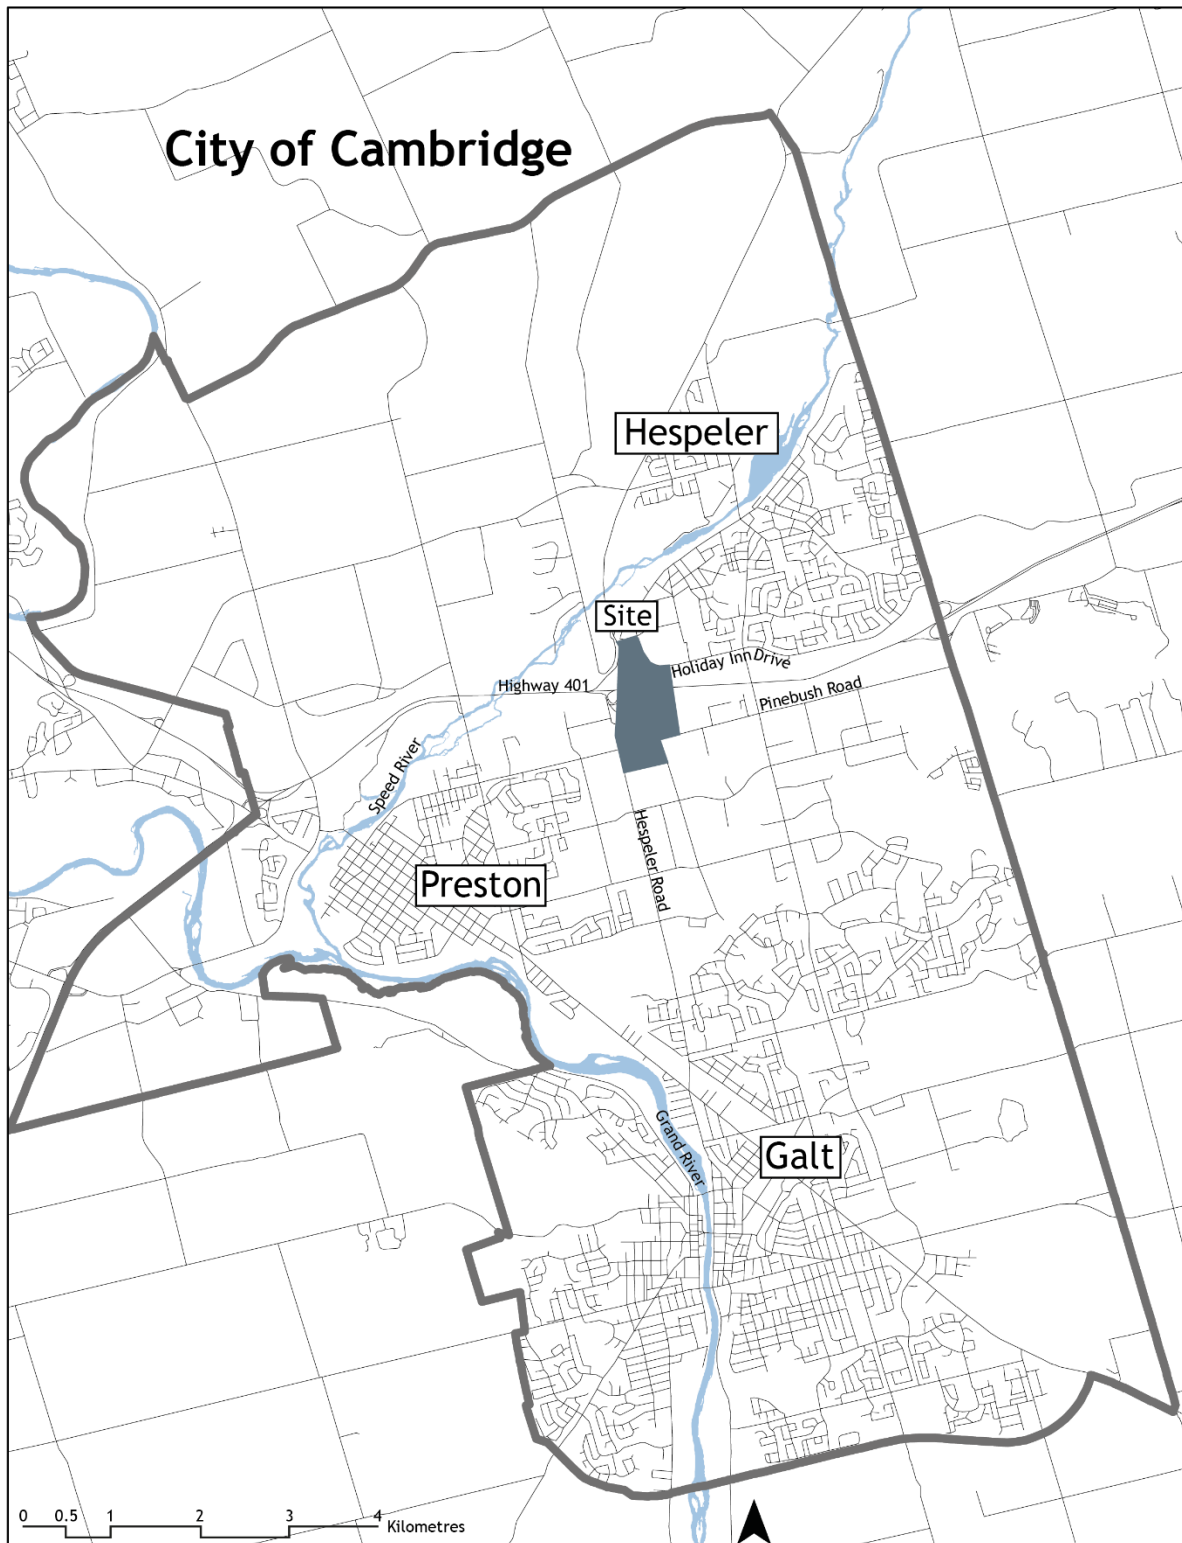 City of Cambridge
Hespeler
Site
Holiday Inn Drive
Highway 401
Pinebush Road
Speed River
Hespeler Road
Preston
Grand River
Galt
0 0.5 1 2 3 4
Kilometres